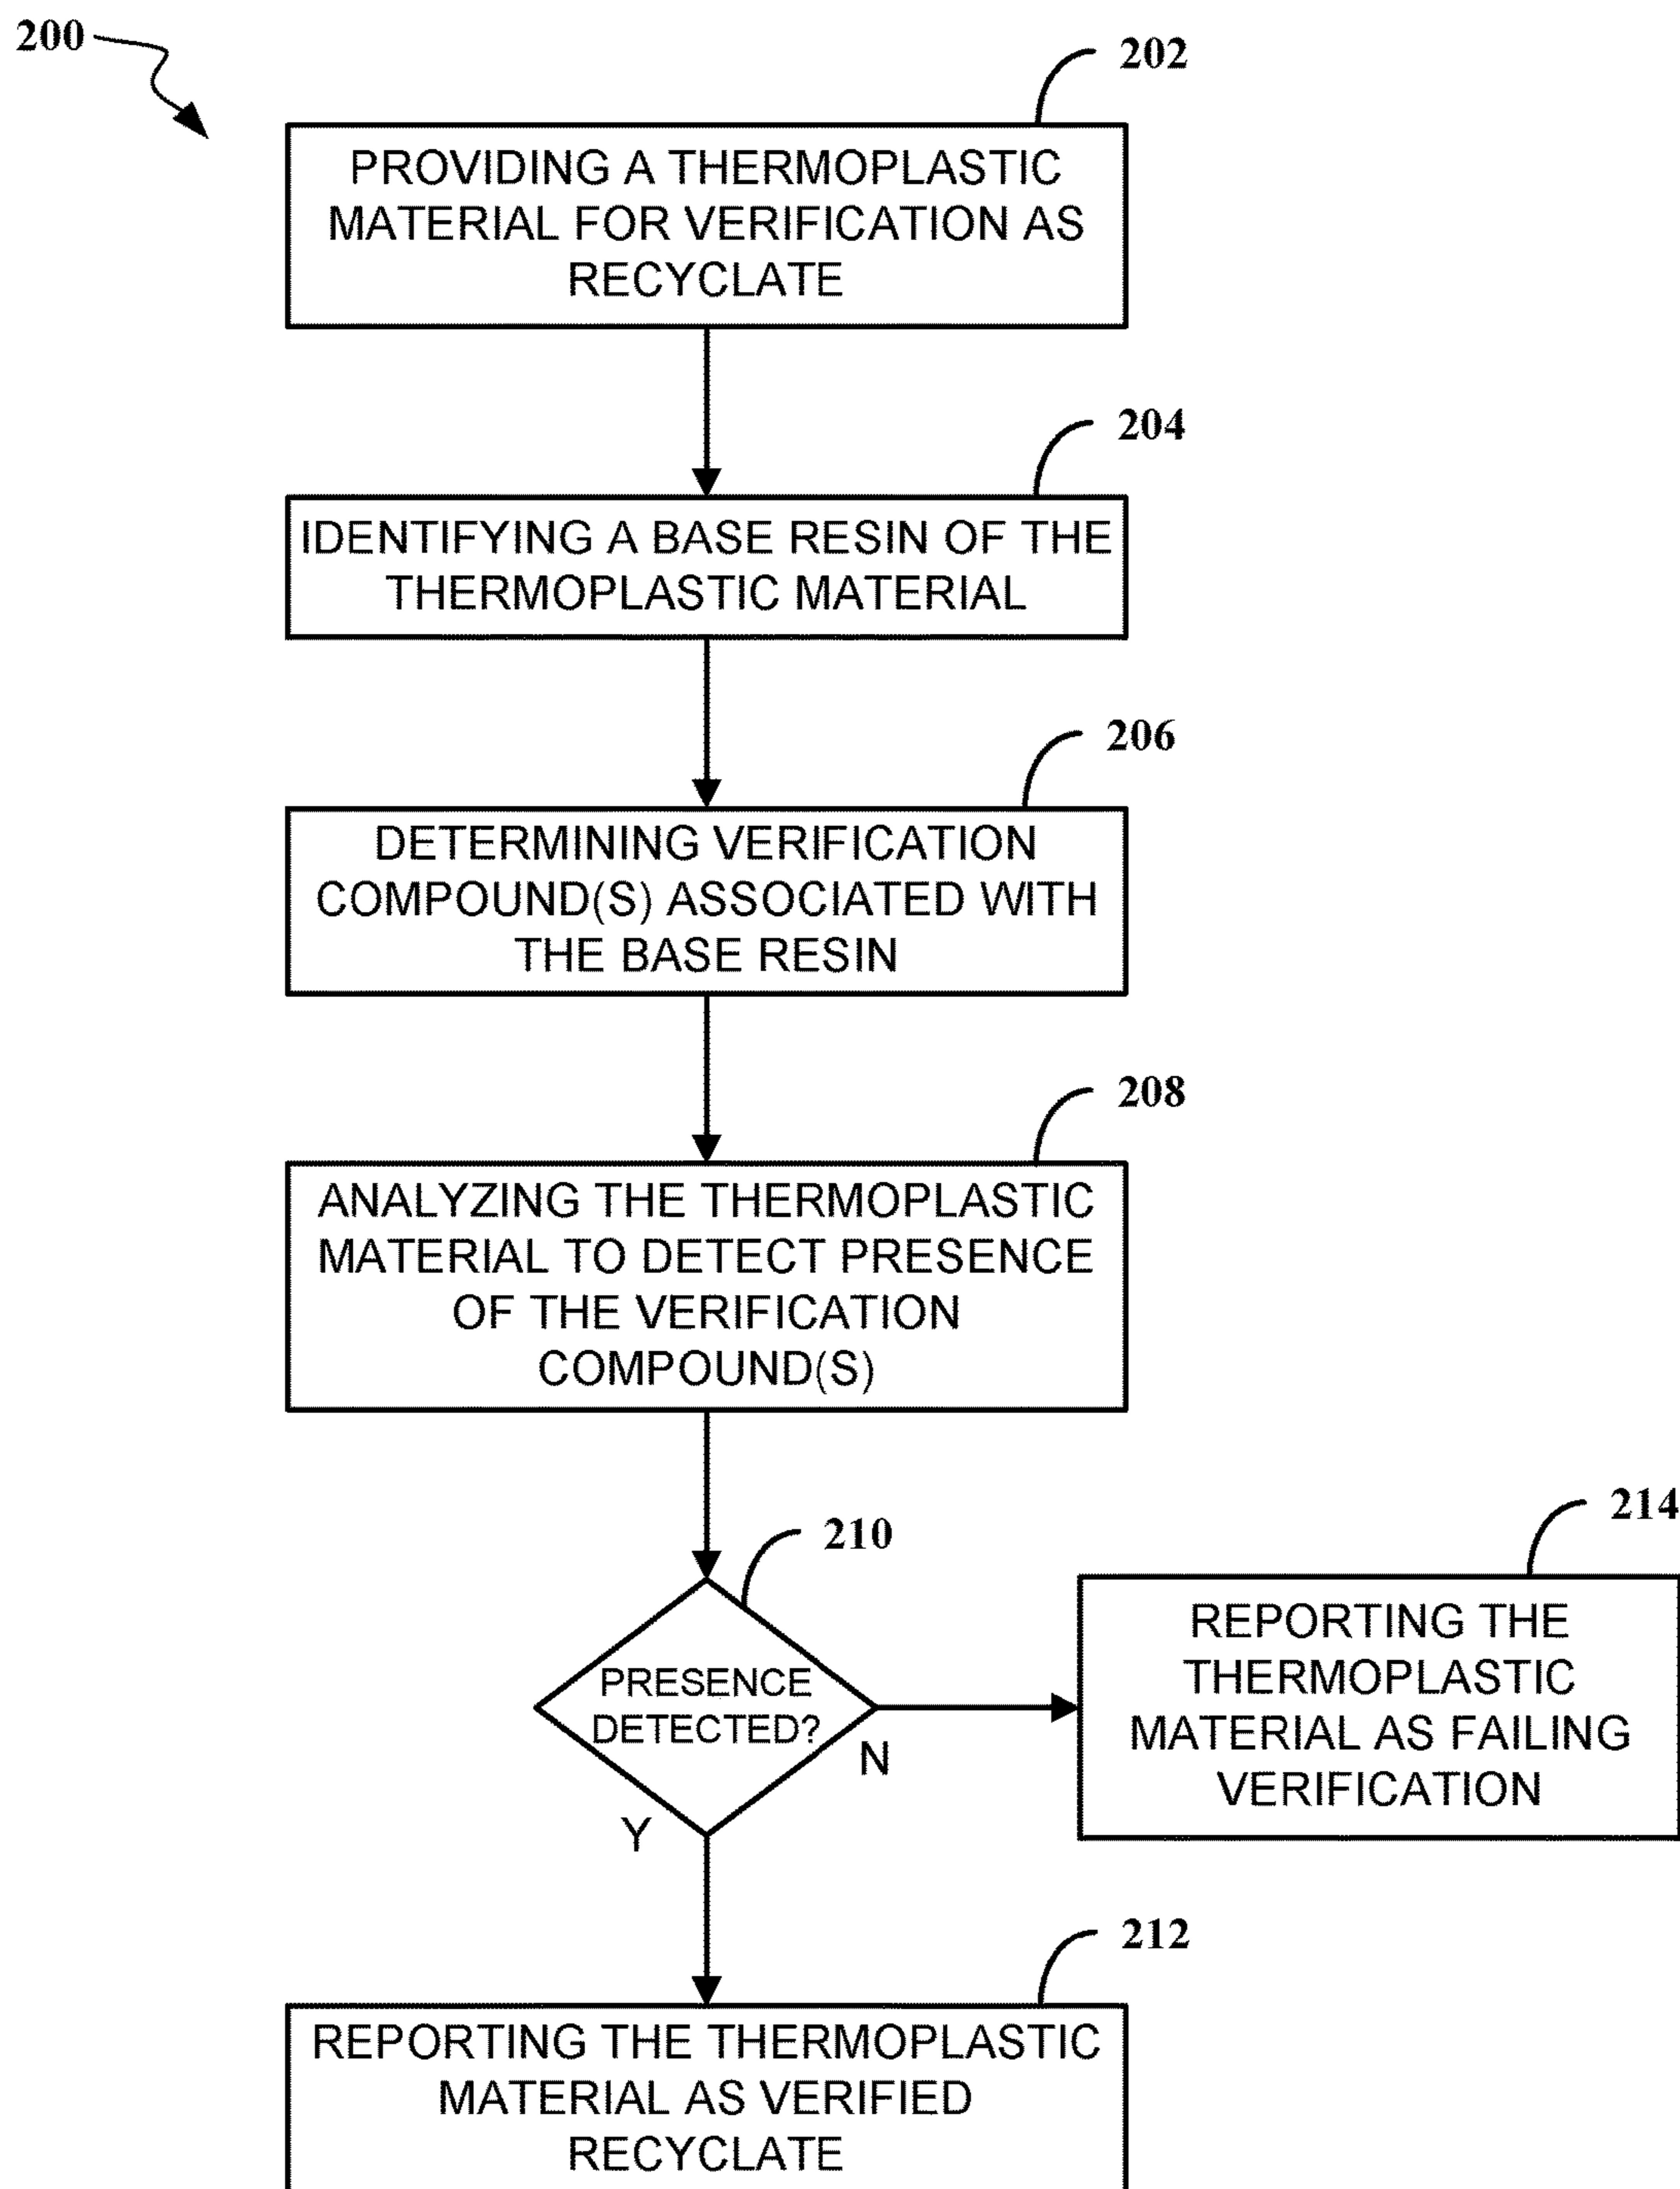 200
202
PROVIDING A THERMOPLASTIC
MATERIAL FOR VERIFICATION AS
RECYCLATE
204
IDENTIFYING A BASE RESIN OF THE
THERMOPLASTIC MATERIAL
206
DETERMINING VERIFICATION
COMPOUND(S) ASSOCIATED WITH
THE BASE RESIN
208
ANALYZING THE THERMOPLASTIC
MATERIAL TO DETECT PRESENCE
OF THE VERIFICATION
COMPOUND(S)
210
PRESENCE
DETECTED?
N
Y
214
REPORTING THE
THERMOPLASTIC
MATERIAL AS FAILING
VERIFICATION
212
REPORTING THE THERMOPLASTIC
MATERIAL AS VERIFIED
RECYCLATE